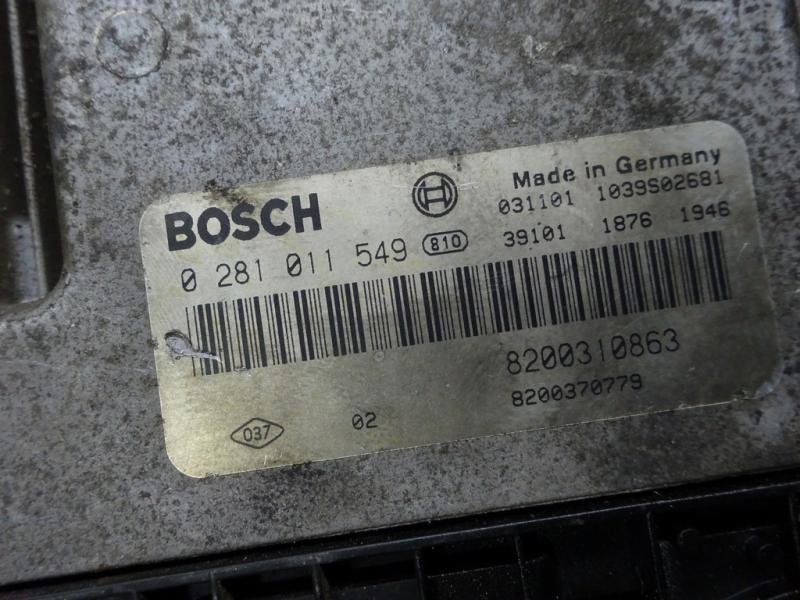 Made in Germany
BOSCH
031101 1039S02681
0 281 011 549 810 39101 1876 1946
8200310863
8200370779
037 02